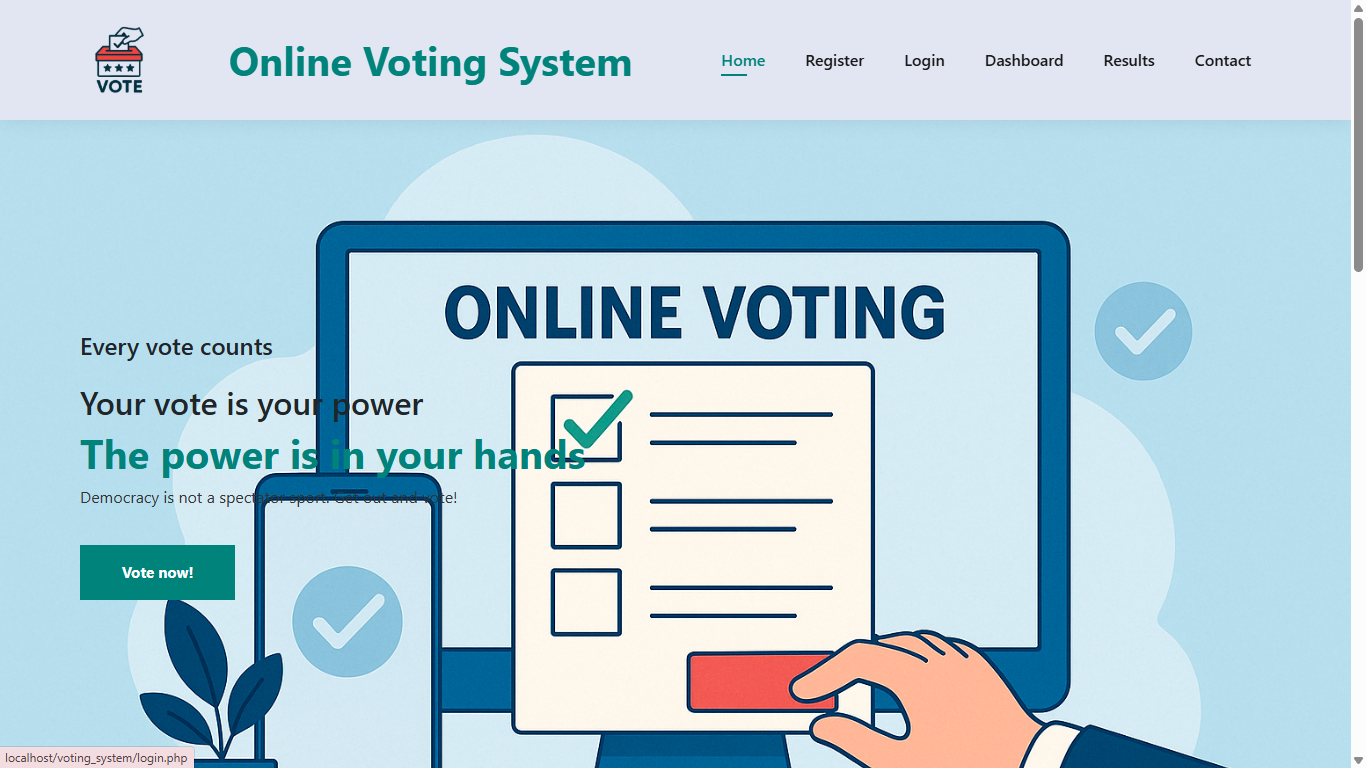 VOTE
Online Voting System
Home Register Login Dashboard Results Contact
ONLINE VOTING
Every vote counts
Your vote is your power
The power is in your hands
Democracy is not a spectator sport. Get out and vote!
Vote now!
localhost/voting_system/login.php